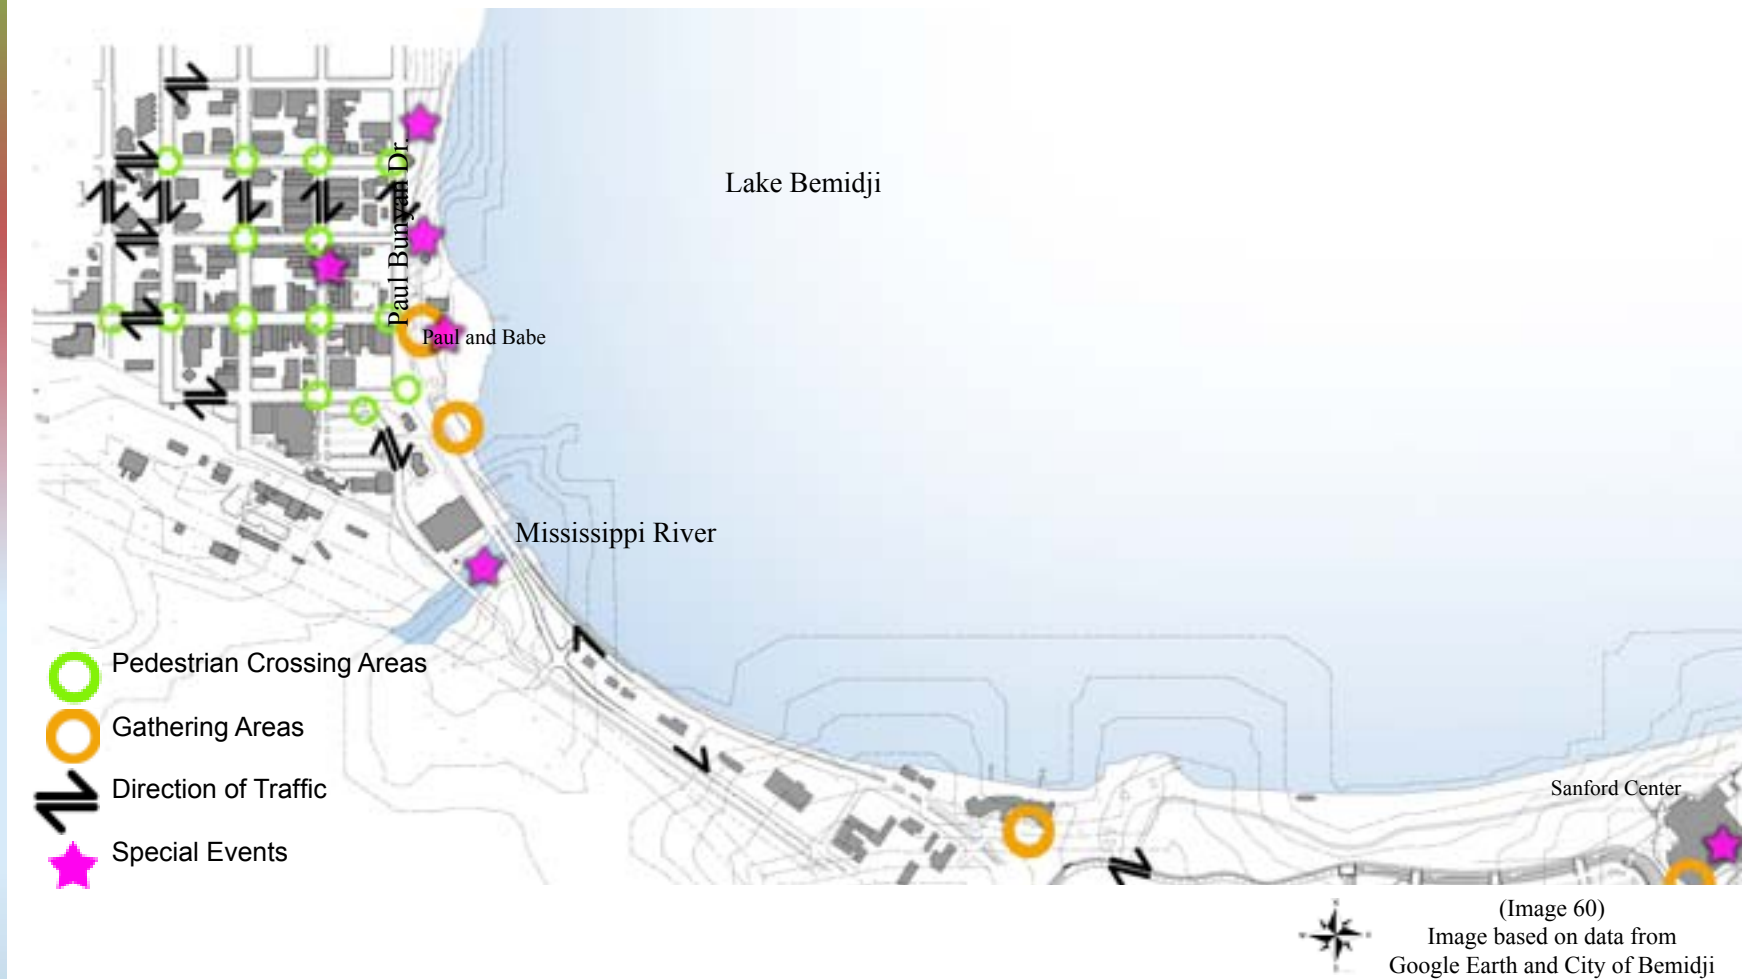 Lake Bemidji
Paul Bunyan Dr.
Paul and Babe
Mississippi River
Pedestrian Crossing Areas
Gathering Areas
Direction of Traffic
Special Events
Sanford Center
(Image 60)
Image based on data from
Google Earth and City of Bemidji